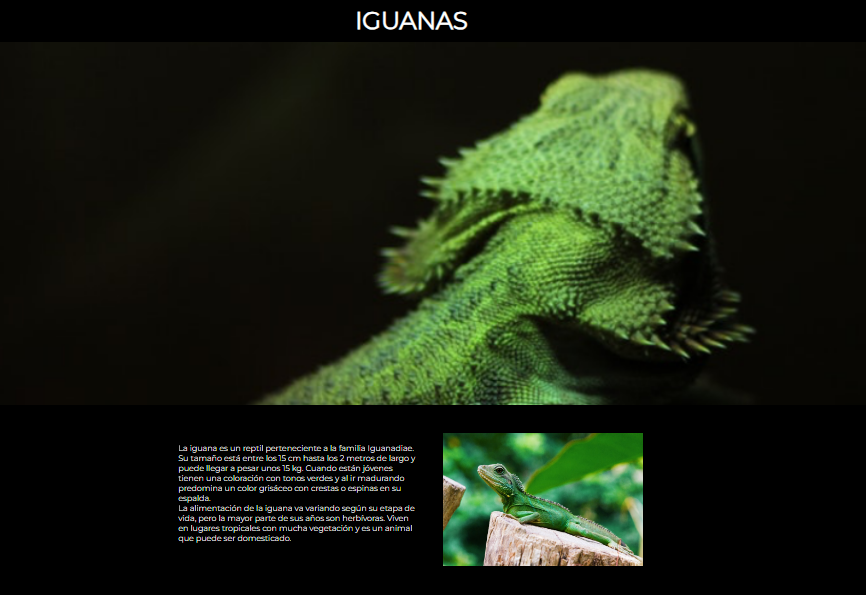 IGUANAS
La iguana es un reptil perteneciente a la familia Iguanadiae.
Su tamaño está entre los 15 cm hasta los 2 metros de largo y
puede llegar a pesar unos 15 kg. Cuando están jóvenes
tienen una coloración con tonos verdes y al ir madurando
predomina un color grisáceo con crestas o espinas en su
espalda.
La alimentación de la iguana va variando según su etapa de
vida, pero la mayor parte de sus años son herbívoras. Viven
en lugares tropicales con mucha vegetación y es un animal
que puede ser domesticado.